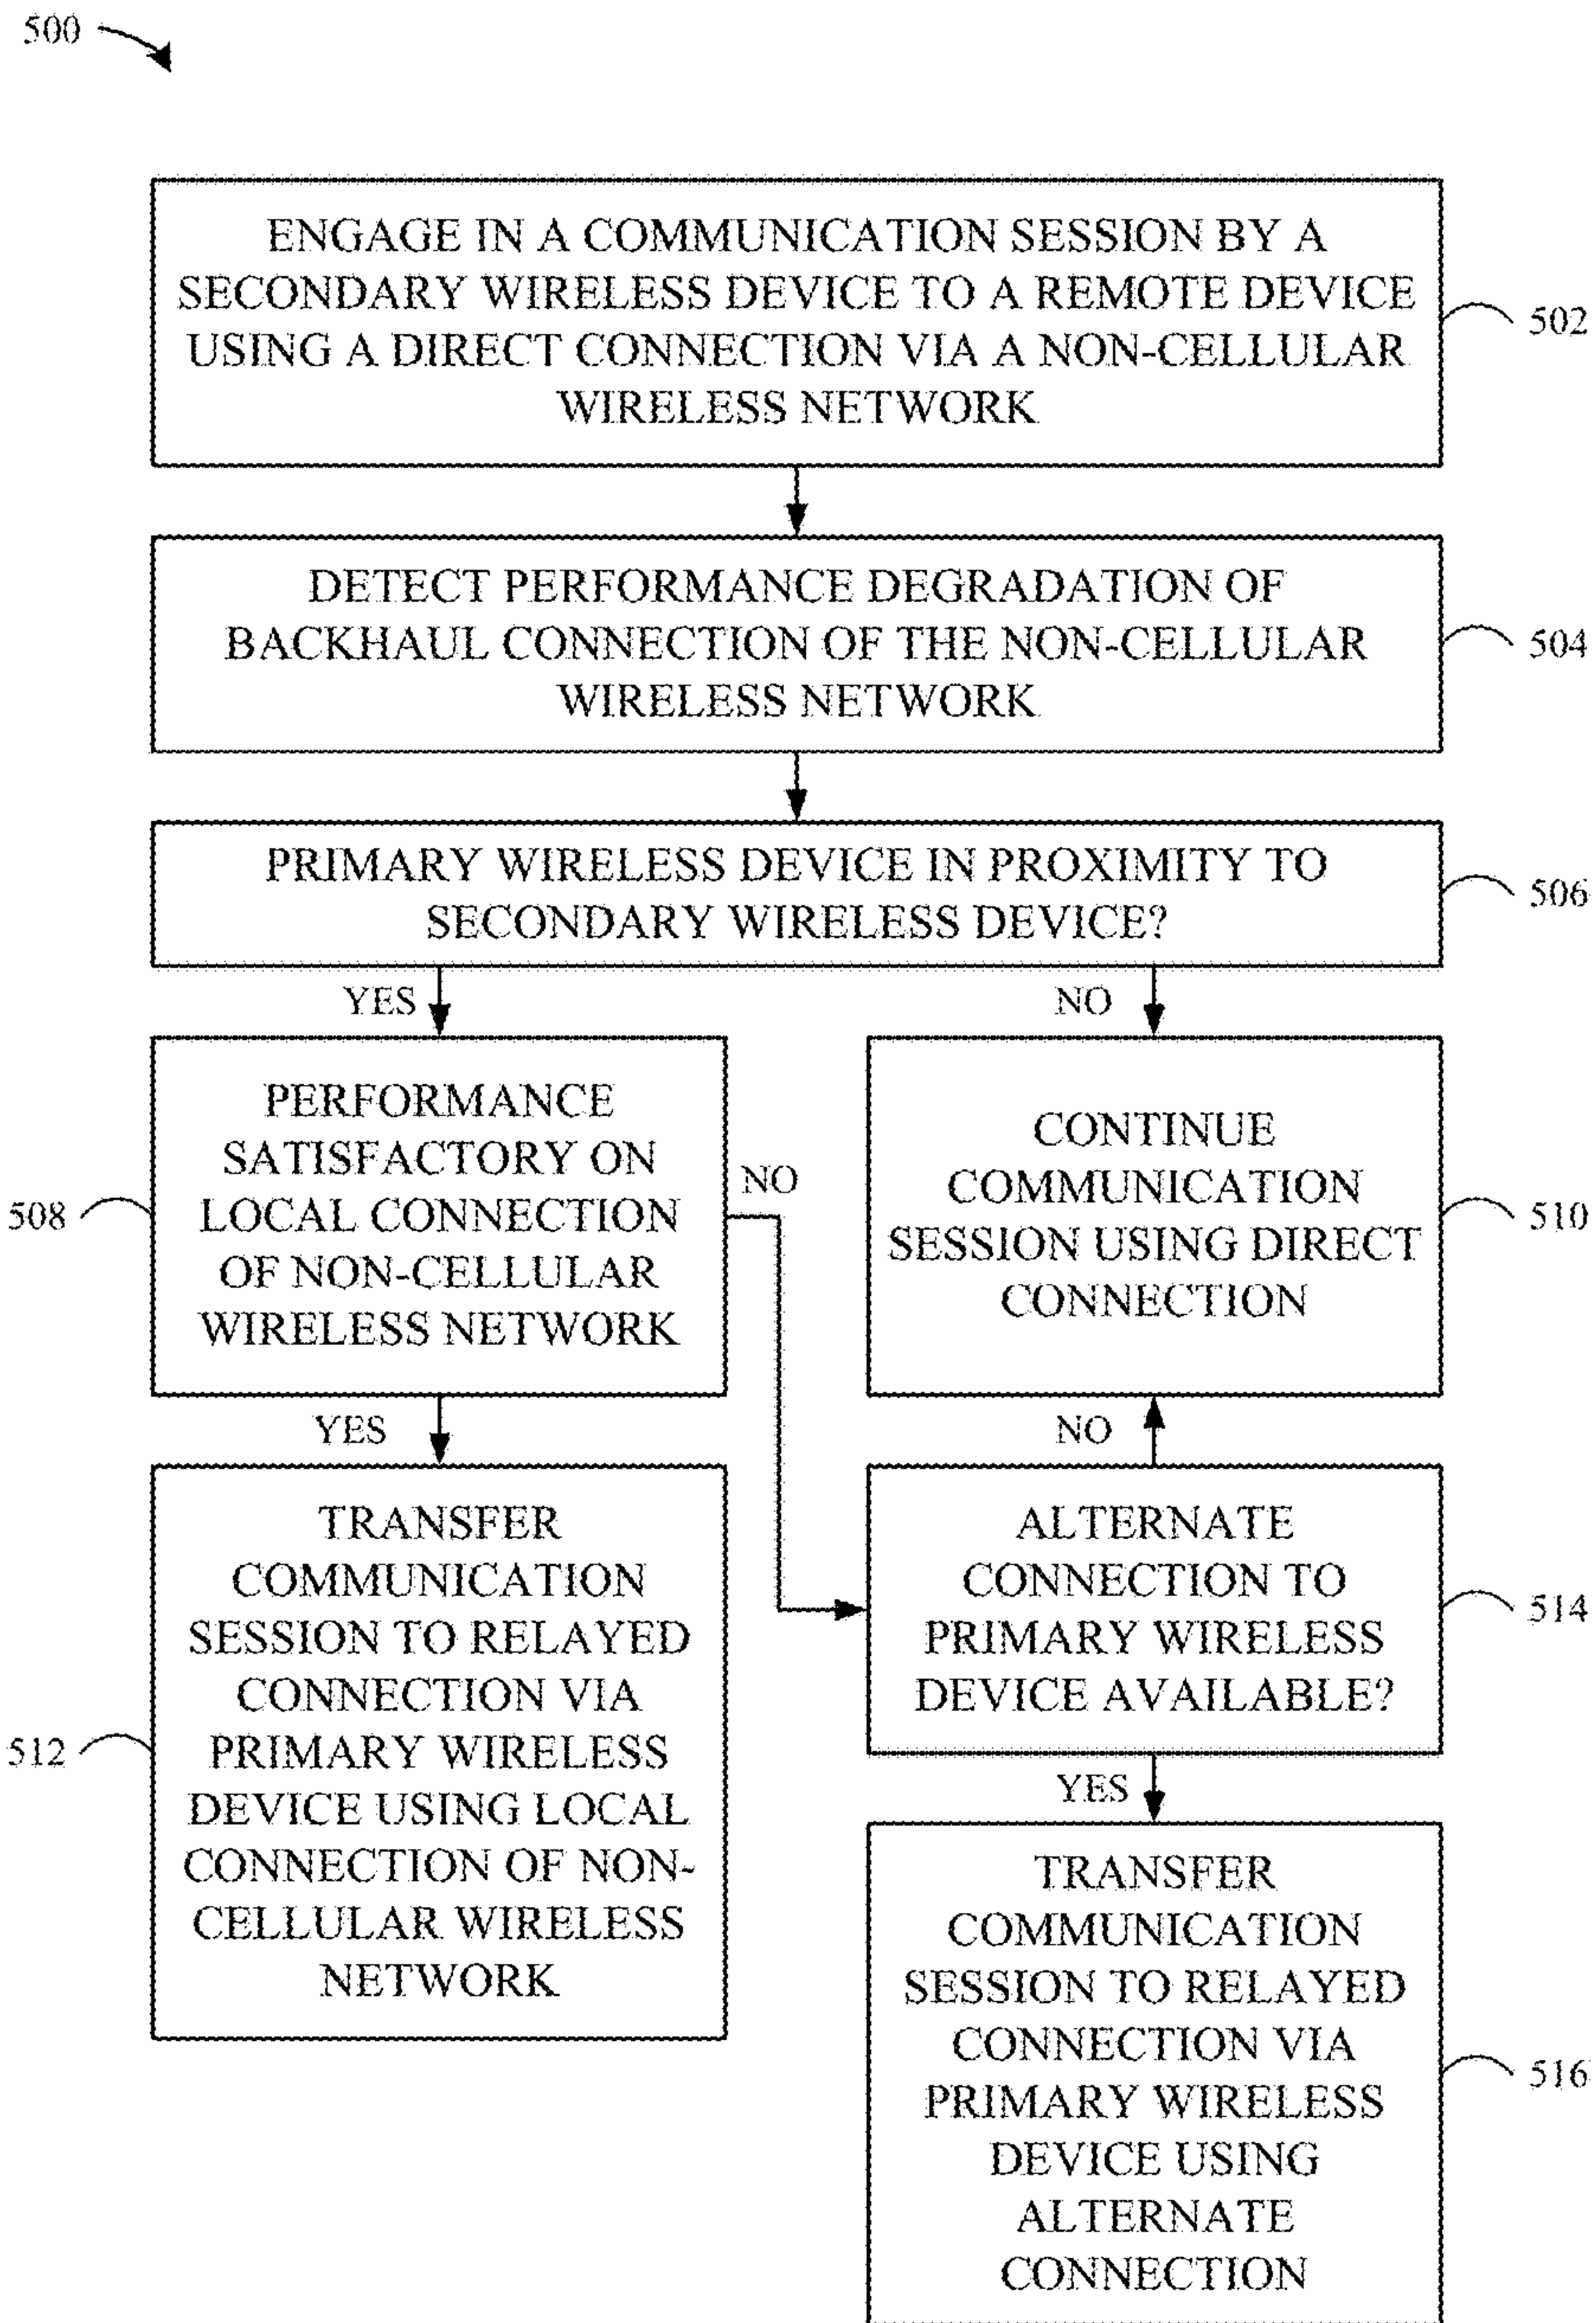 500
ENGAGE IN A COMMUNICATION SESSION BY A
SECONDARY WIRELESS DEVICE TO A REMOTE DEVICE
USING A DIRECT CONNECTION VIA A NON-CELLULAR
WIRELESS NETWORK
502
DETECT PERFORMANCE DEGRADATION OF
BACKHAUL CONNECTION OF THE NON-CELLULAR
WIRELESS NETWORK
504
PRIMARY WIRELESS DEVICE IN PROXIMITY TO
SECONDARY WIRELESS DEVICE?
506
YES
NO
PERFORMANCE
SATISFACTORY ON
LOCAL CONNECTION
OF NON-CELLULAR
WIRELESS NETWORK
508
NO
CONTINUE
COMMUNICATION
SESSION USING DIRECT
CONNECTION
510
YES
NO
TRANSFER
COMMUNICATION
SESSION TO RELAYED
CONNECTION VIA
PRIMARY WIRELESS
DEVICE USING LOCAL
CONNECTION OF NON-
CELLULAR WIRELESS
NETWORK
512
ALTERNATE
CONNECTION TO
PRIMARY WIRELESS
DEVICE AVAILABLE?
514
YES
TRANSFER
COMMUNICATION
SESSION TO RELAYED
CONNECTION VIA
PRIMARY WIRELESS
DEVICE USING
ALTERNATE
CONNECTION
516